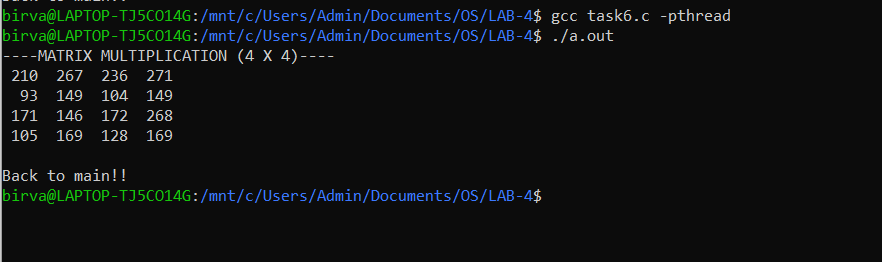 birva@LAPTOP-TJ5CO14G:/mnt/c/Users/Admin/Documents/OS/LAB-4$ gcc task6.c -pthread
birva@LAPTOP-TJ5CO14G:/mnt/c/Users/Admin/Documents/OS/LAB-4$ ./a.out
----MATRIX MULTIPLICATION (4 X 4)----
 210  267  236  271
  93  149  104  149
 171  146  172  268
 105  169  128  169
Back to main!!
birva@LAPTOP-TJ5CO14G:/mnt/c/Users/Admin/Documents/OS/LAB-4$